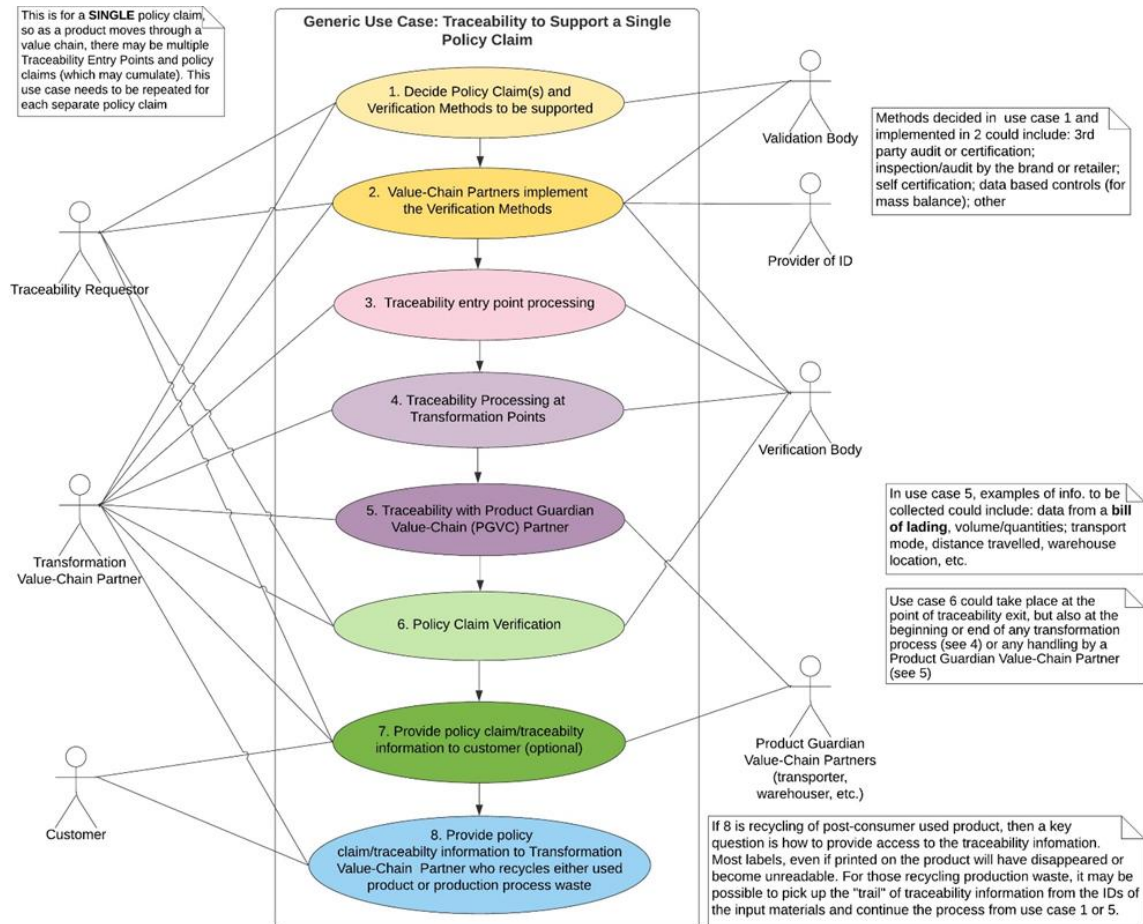 This is for a SINGLE policy claim,
so as a product moves through a
value chain, there may be multiple
Traceability Entry Points and policy
claims (which may cumulate). This
use case needs to be repeated for
each separate policy claim
Generic Use Case: Traceability to Support a Single
Policy Claim
1. Decide Policy Claim(s) and
Verification Methods to be supported
Validation Body
Methods decided in use case 1 and
implemented in 2 could include: 3rd
party audit or certification;
inspection/audit by the brand or retailer;
self certification; data based controls (for
mass balance); other
2. Value-Chain Partners implement
the Verification Methods
Provider of ID
Traceability Requestor
3. Traceability entry point processing
4. Traceability Processing at
Transformation Points
Verification Body
5. Traceability with Product Guardian
Value-Chain (PGVC) Partner
In use case 5, examples of info. to be
collected could include: data from a bill
of lading, volume/quantities; transport
mode, distance travelled, warehouse
location, etc.
Transformation
Value-Chain Partner
6. Policy Claim Verification
Use case 6 could take place at the
point of traceability exit, but also at the
beginning or end of any transformation
process (see 4) or any handling by a
Product Guardian Value-Chain Partner
(see 5)
7. Provide policy claim/traceabilty
information to customer (optional)
Product Guardian
Value-Chain Partners
(transporter,
warehouser, etc.)
Customer
8. Provide policy
claim/traceabilty information to Transformation
Value-Chain Partner who recycles either used
product or production process waste
If 8 is recycling of post-consumer used product, then a key
question is how to provide access to the traceability infomation.
Most labels, even if printed on the product will have disappeared or
become unreadable. For those recycling production waste, it may be
possible to pick up the "trail" of traceability information from the IDs of
the input materials and continue the process from use case 1 or 5.